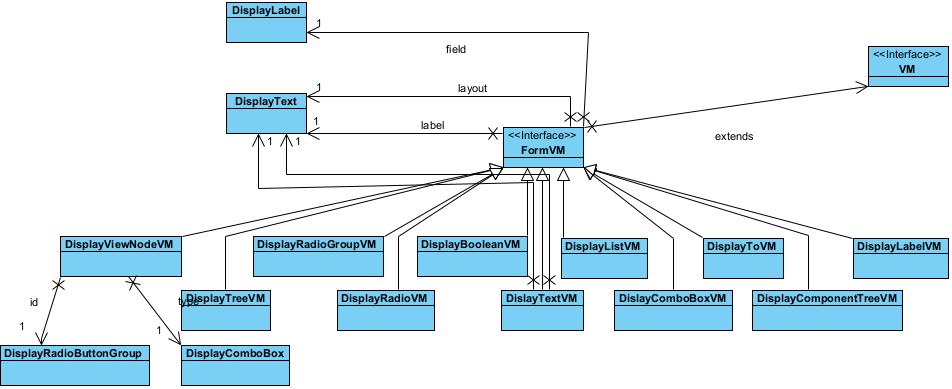 DisplayLabel
1
field
<<Interface>>
VM
1
layout
DisplayText
1
label
<<Interface>>
FormVM
extends
1
1
DisplayViewNodeVM
DisplayRadioGroupVM
DisplayBooleanVM
DisplayListVM
DisplayToVM
DisplayLabelVM
id
type
DisplayTreeVM
DisplayRadioVM
DislayTextVM
DislayComboBoxVM
DisplayComponentTreeVM
1
1
DisplayRadioButtonGroup
DisplayComboBox